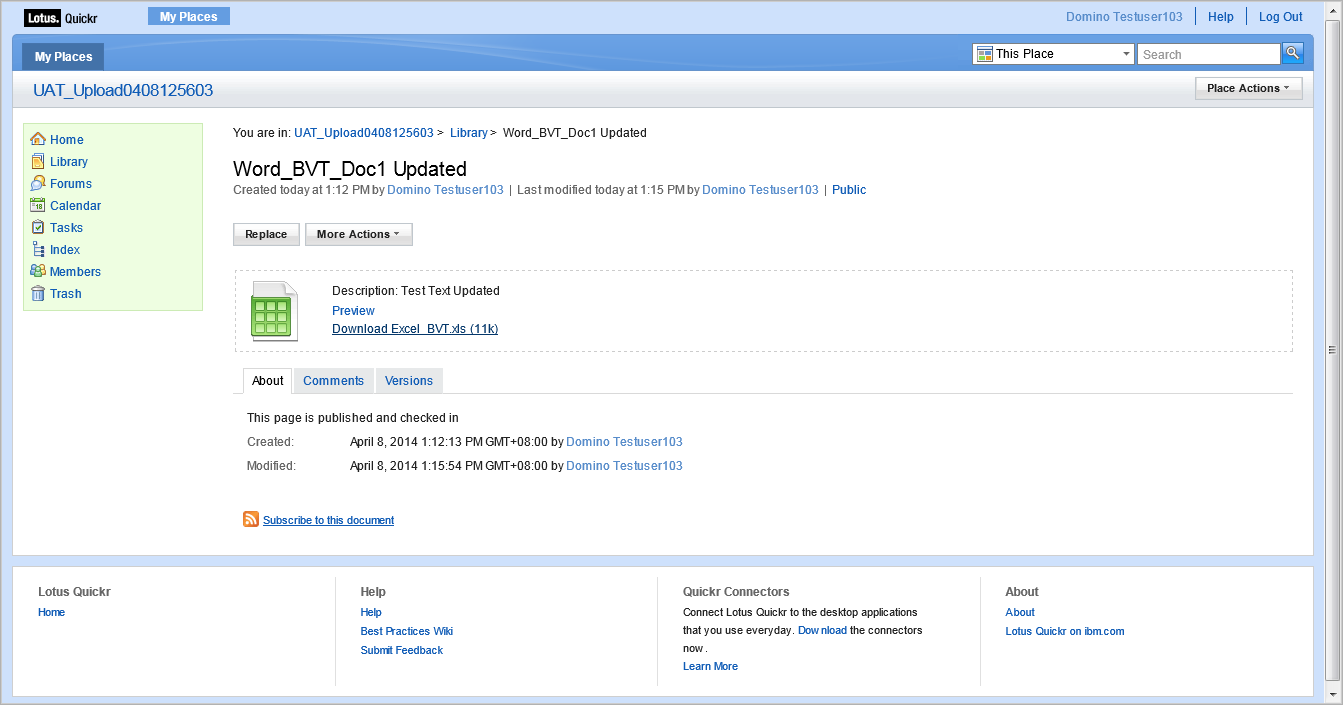 Lotus. Quickr
My Places
Domino Testuser103
Help
Log Out
My Places
This Place
Search
UAT_Upload0408125603
Place Actions
Home
Library
Forums
18
Calendar
Tasks
Index
Members
Trash
You are in: UAT_Upload0408125603 > Library > Word_BVT_Doc1 Updated
Word_BVT_Doc1 Updated
Created today at 1:12 PM by Domino Testuser103 | Last modified today at 1:15 PM by Domino Testuser103 | Public
Replace
More Actions
Description: Test Text Updated
Preview
Download Excel_BVT.xls (11k)
About
Comments
Versions
This page is published and checked in
Created: April 8, 2014 1:12:13 PM GMT+08:00 by Domino Testuser103
Modified: April 8, 2014 1:15:54 PM GMT+08:00 by Domino Testuser103
Subscribe to this document
Lotus Quickr
Home
Help
Help
Best Practices Wiki
Submit Feedback
Quickr Connectors
Connect Lotus Quickr to the desktop applications
that you use everyday. Download the connectors
now .
Learn More
About
About
Lotus Quickr on ibm.com